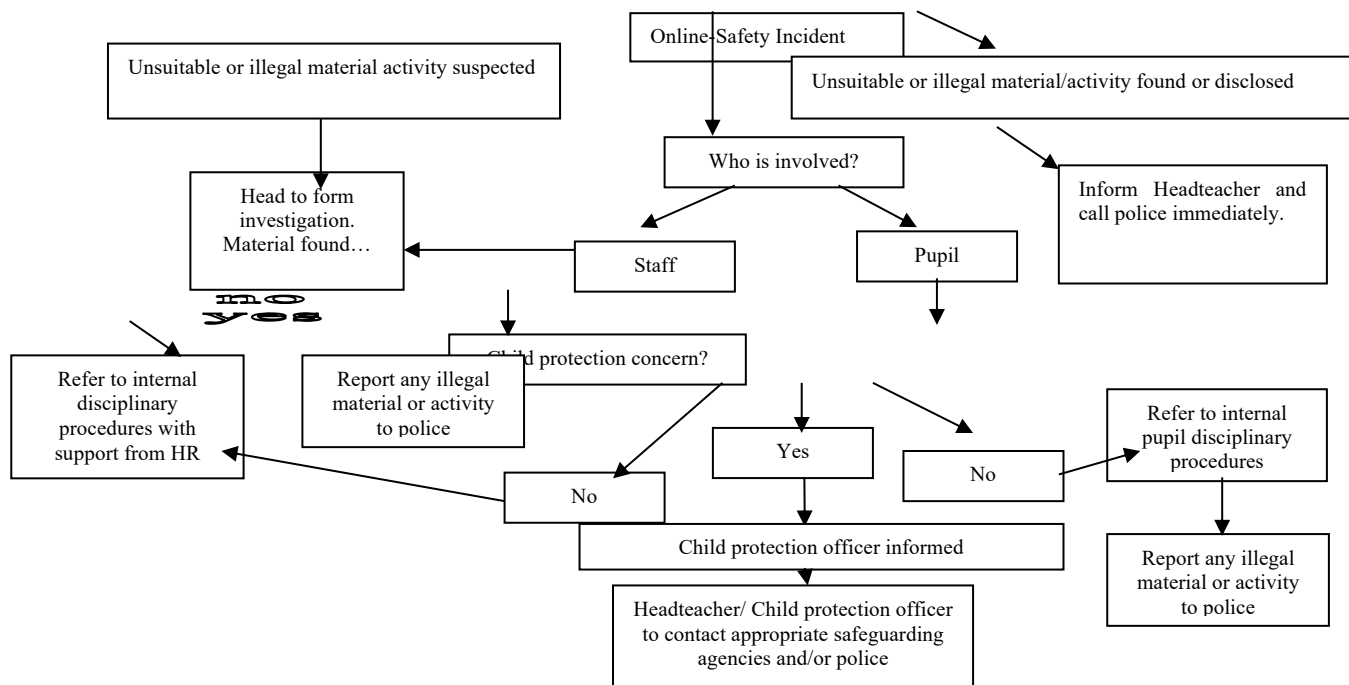 Online-Safety Incident
Unsuitable or illegal material activity suspected
Unsuitable or illegal material/activity found or disclosed
Who is involved?
Head to form
investigation.
Material found…
Inform Headteacher and
call police immediately.
Staff
Pupil
no
yes
Child protection concern?
Refer to internal
disciplinary
procedures with
support from HR
Report any illegal
material or activity
to police
Yes
No
No
Refer to internal
pupil disciplinary
procedures
Child protection officer informed
Report any illegal
material or activity
to police
Headteacher/ Child protection officer
to contact appropriate safeguarding
agencies and/or police